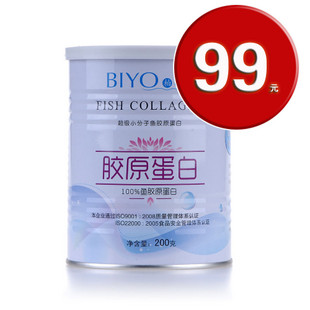 99元
BIYO
FISH COLLAG
超级小分子鱼胶原蛋白
胶原蛋白
100%鱼胶原蛋白
本企业通过ISO9001：2008质量管理体系认证
ISO22000：2005食品安全管理体系认证
净含量：200克